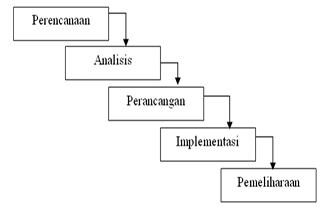 Perencanaan
Analisis
Perancangan
Implementasi
Pemeliharaan